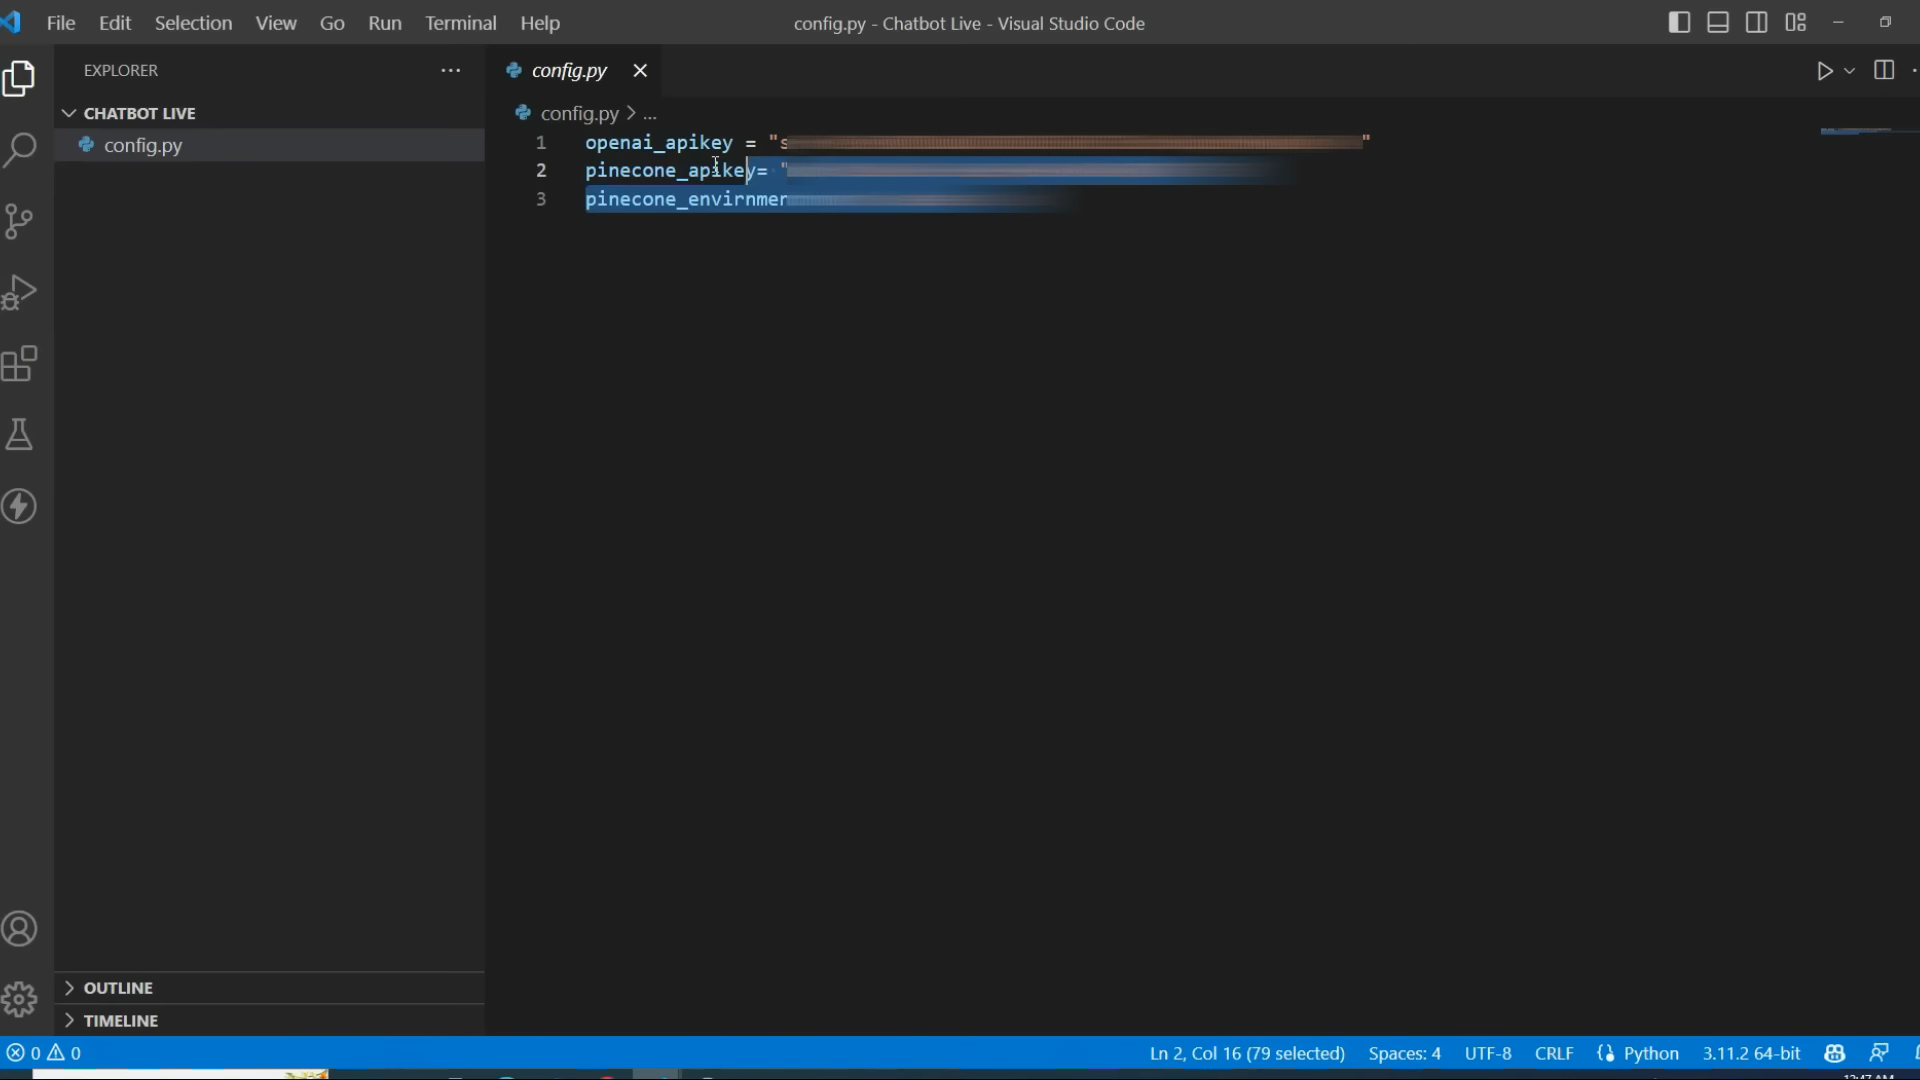 File Edit Selection View Go Run Terminal Help
config.py - Chatbot Live - Visual Studio Code
EXPLORER
config.py
CHATBOT LIVE
config.py > ...
config.py
1 openai_apikey = "s"
2 pinecone_apikey= "
3 pinecone_envirnmen
OUTLINE
TIMELINE
0 0
Ln 2, Col 16 (79 selected) Spaces: 4 UTF-8 CRLF Python 3.11.2 64-bit